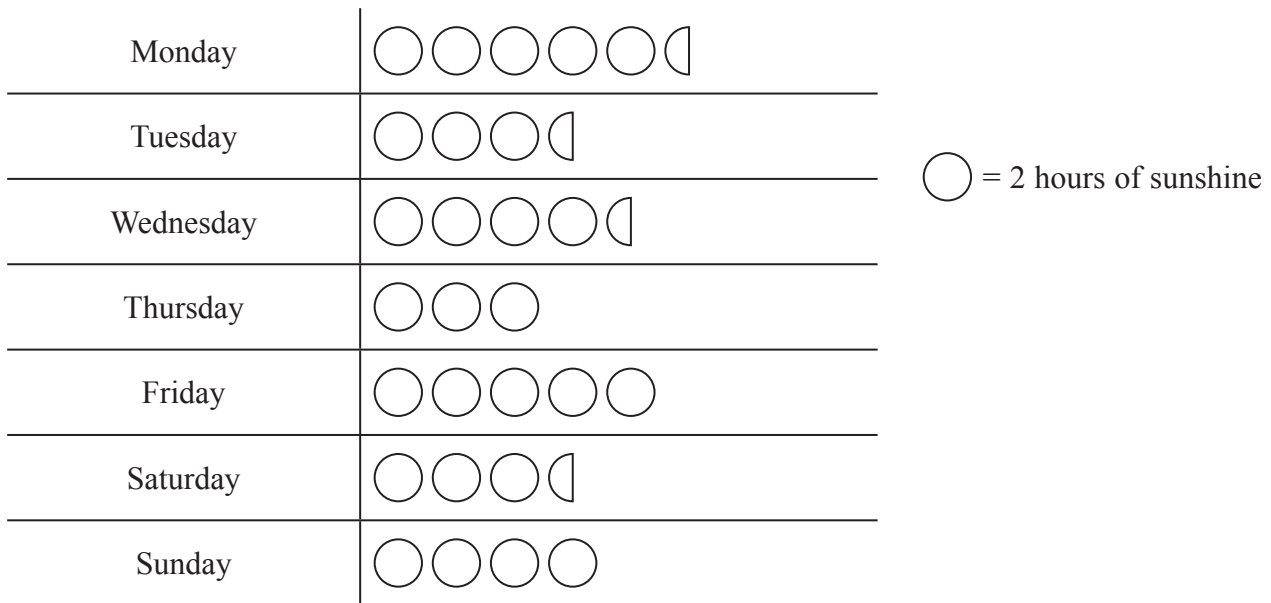 Monday
Tuesday
= 2 hours of sunshine
Wednesday
Thursday
Friday
Saturday
Sunday